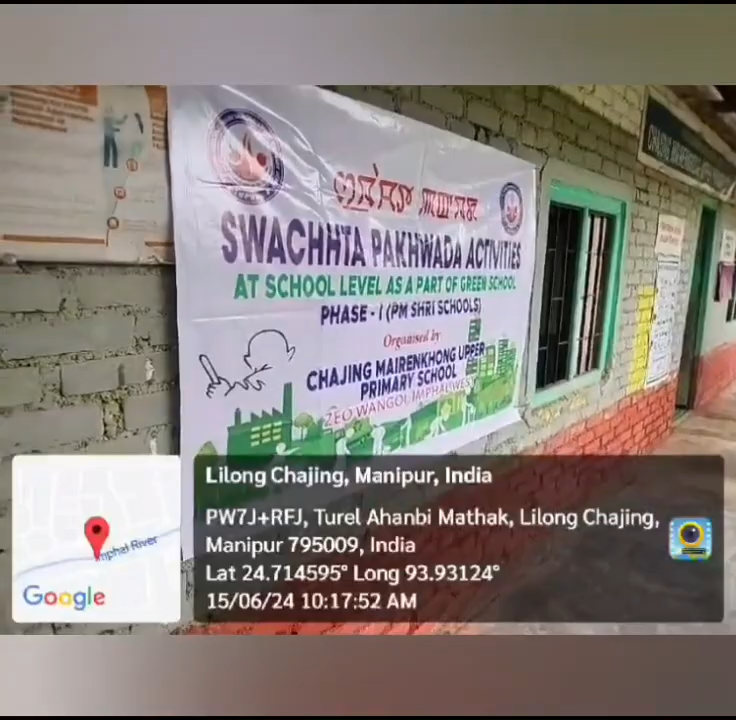 SWACHHTA PAKHWADA ACTIVITIES
AT SCHOOL LEVEL AS A PART OF GREEN SCHOOL
PHASE - I (PM SHRI SCHOOLS)
Organised by
CHAJING MAIRENKHONG UPPER
PRIMARY SCHOOL
ZEO WANGOI, IMPHAL WEST
CHAJING MAIRENKHONG
Lilong Chajing, Manipur, India
PW7J+RFJ, Turel Ahanbi Mathak, Lilong Chajing,
Manipur 795009, India
Lat 24.714595° Long 93.93124°
15/06/24 10:17:52 AM
Imphal River
Google